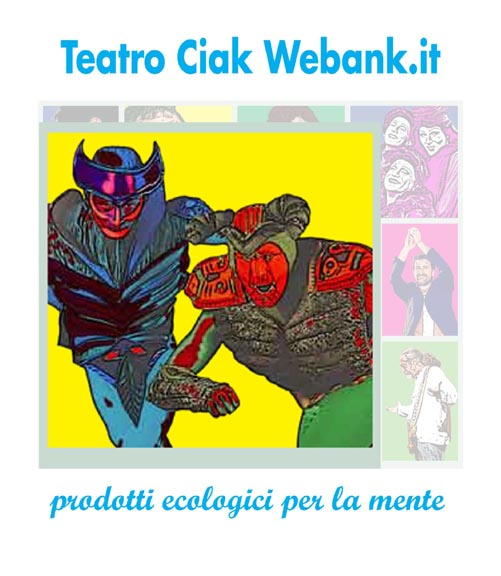 Teatro Ciak Webank.it
prodotti ecologici per la mente